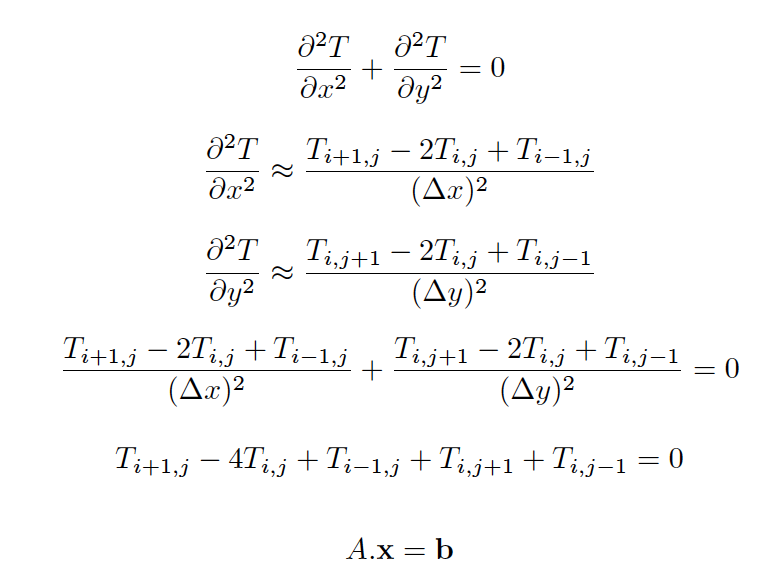 ∂²T/∂x² + ∂²T/∂y² = 0
∂²T/∂x² ≈ (T_{i+1,j} − 2T_{i,j} + T_{i−1,j})/(Δx)²
∂²T/∂y² ≈ (T_{i,j+1} − 2T_{i,j} + T_{i,j−1})/(Δy)²
(T_{i+1,j} − 2T_{i,j} + T_{i−1,j})/(Δx)² + (T_{i,j+1} − 2T_{i,j} + T_{i,j−1})/(Δy)² = 0
T_{i+1,j} − 4T_{i,j} + T_{i−1,j} + T_{i,j+1} + T_{i,j−1} = 0
A.x = b